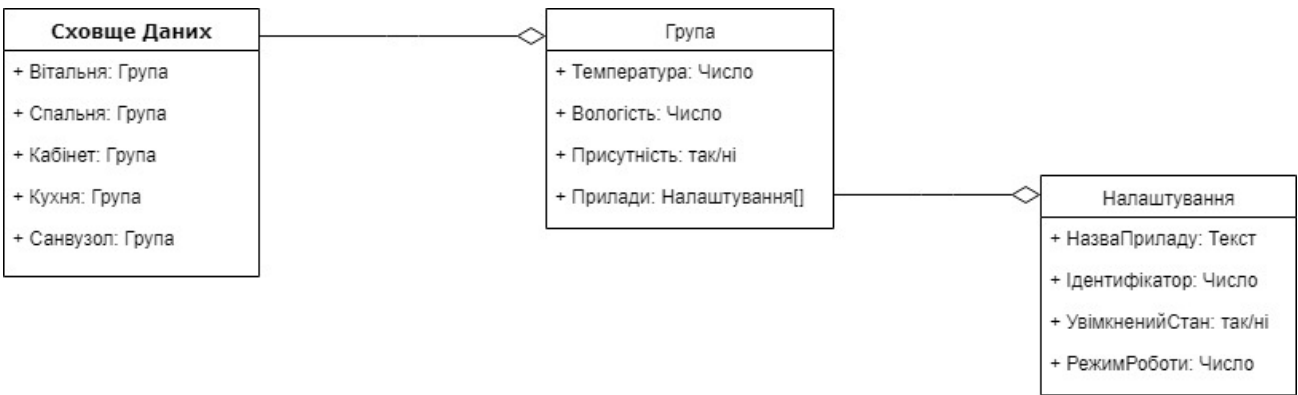 Сховще Даних
+ Вітальня: Група
+ Спальня: Група
+ Кабінет: Група
+ Кухня: Група
+ Санвузол: Група
Група
+ Температура: Число
+ Вологість: Число
+ Присутність: так/ні
+ Прилади: Налаштування[]
Налаштування
+ НазваПриладу: Текст
+ Ідентифікатор: Число
+ УвімкненийСтан: так/ні
+ РежимРоботи: Число